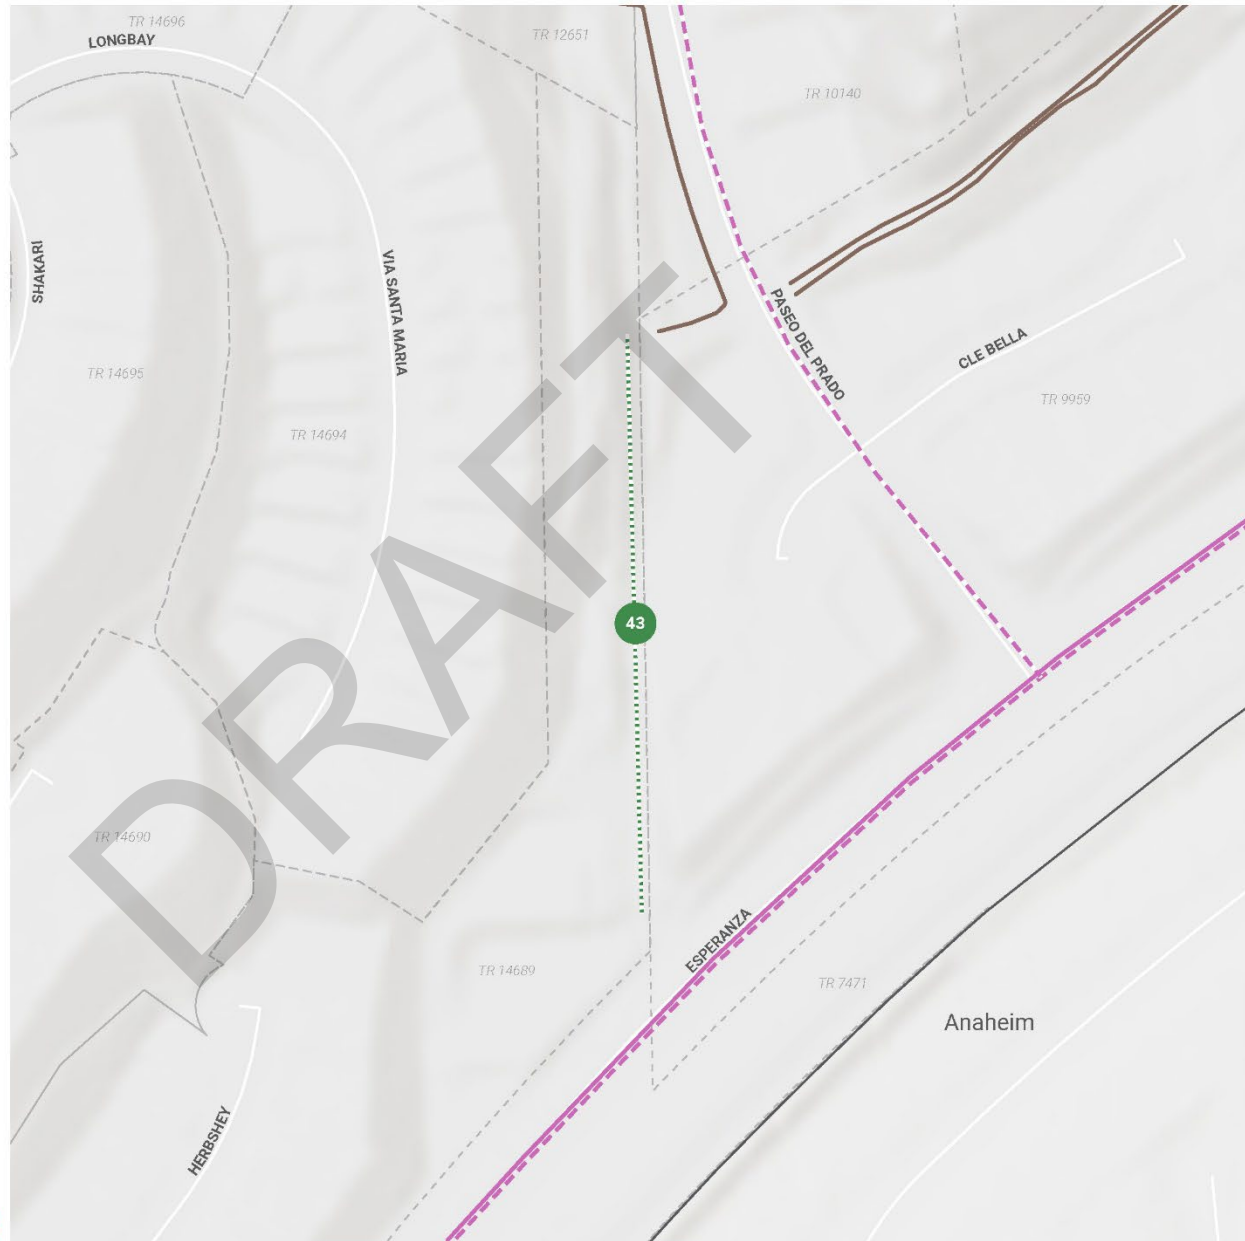 TR 14696
LONGBAY
TR 12651
TR 10140
SHAKARI
VIA SANTA MARIA
PASEO DEL PRADO
CLE BELLA
TR 14695
TR 9959
TR 14694
DRAFT
43
TR 14690
ESPERANZA
TR 14689
TR 7471
Anaheim
HERBSHEY